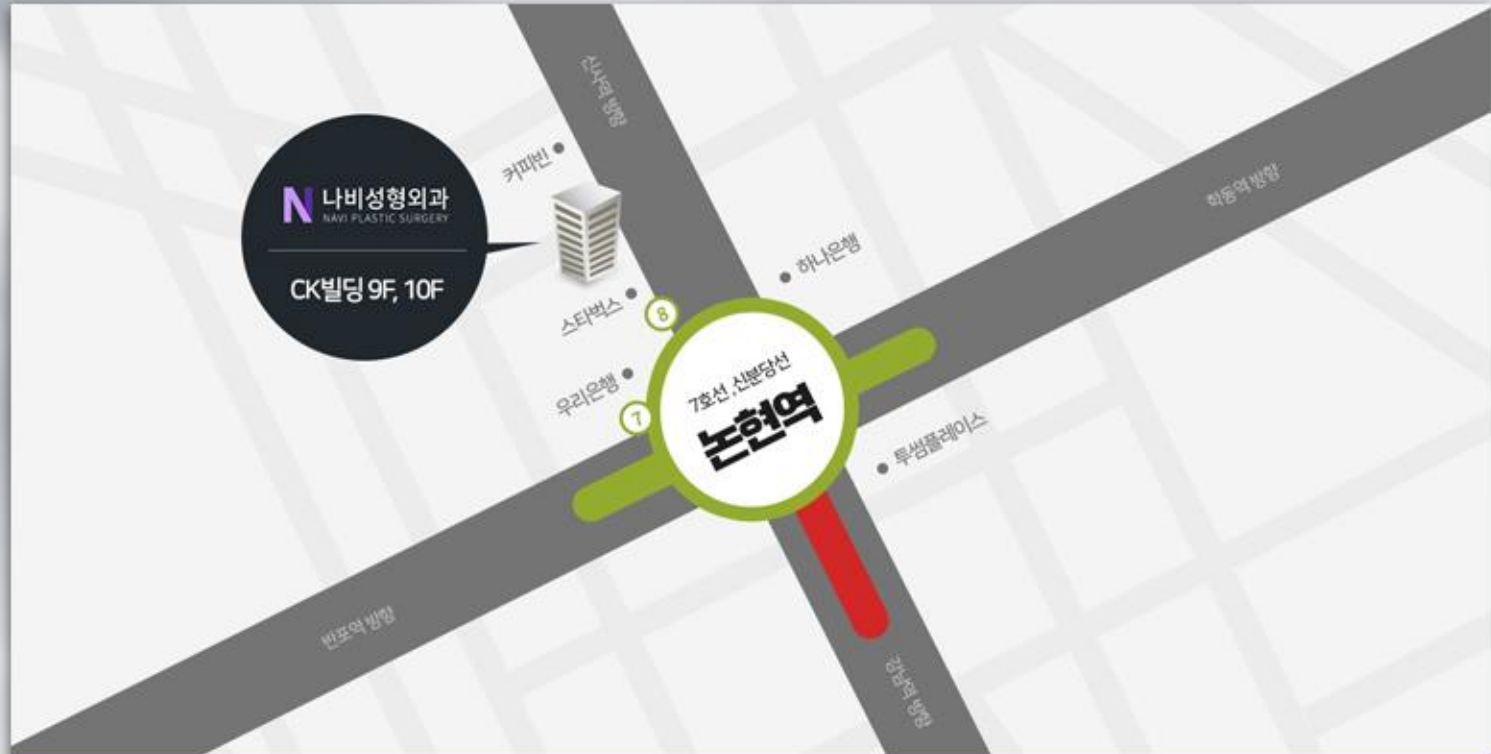 신사역 방향
커피빈
나비성형외과
NAVI PLASTIC SURGERY
CK빌딩 9F, 10F
학동역 방향
하나은행
스타벅스
8
우리은행
7
7호선 ,신분당선
논현역
투썸플레이스
반포역 방향
강남역 방향